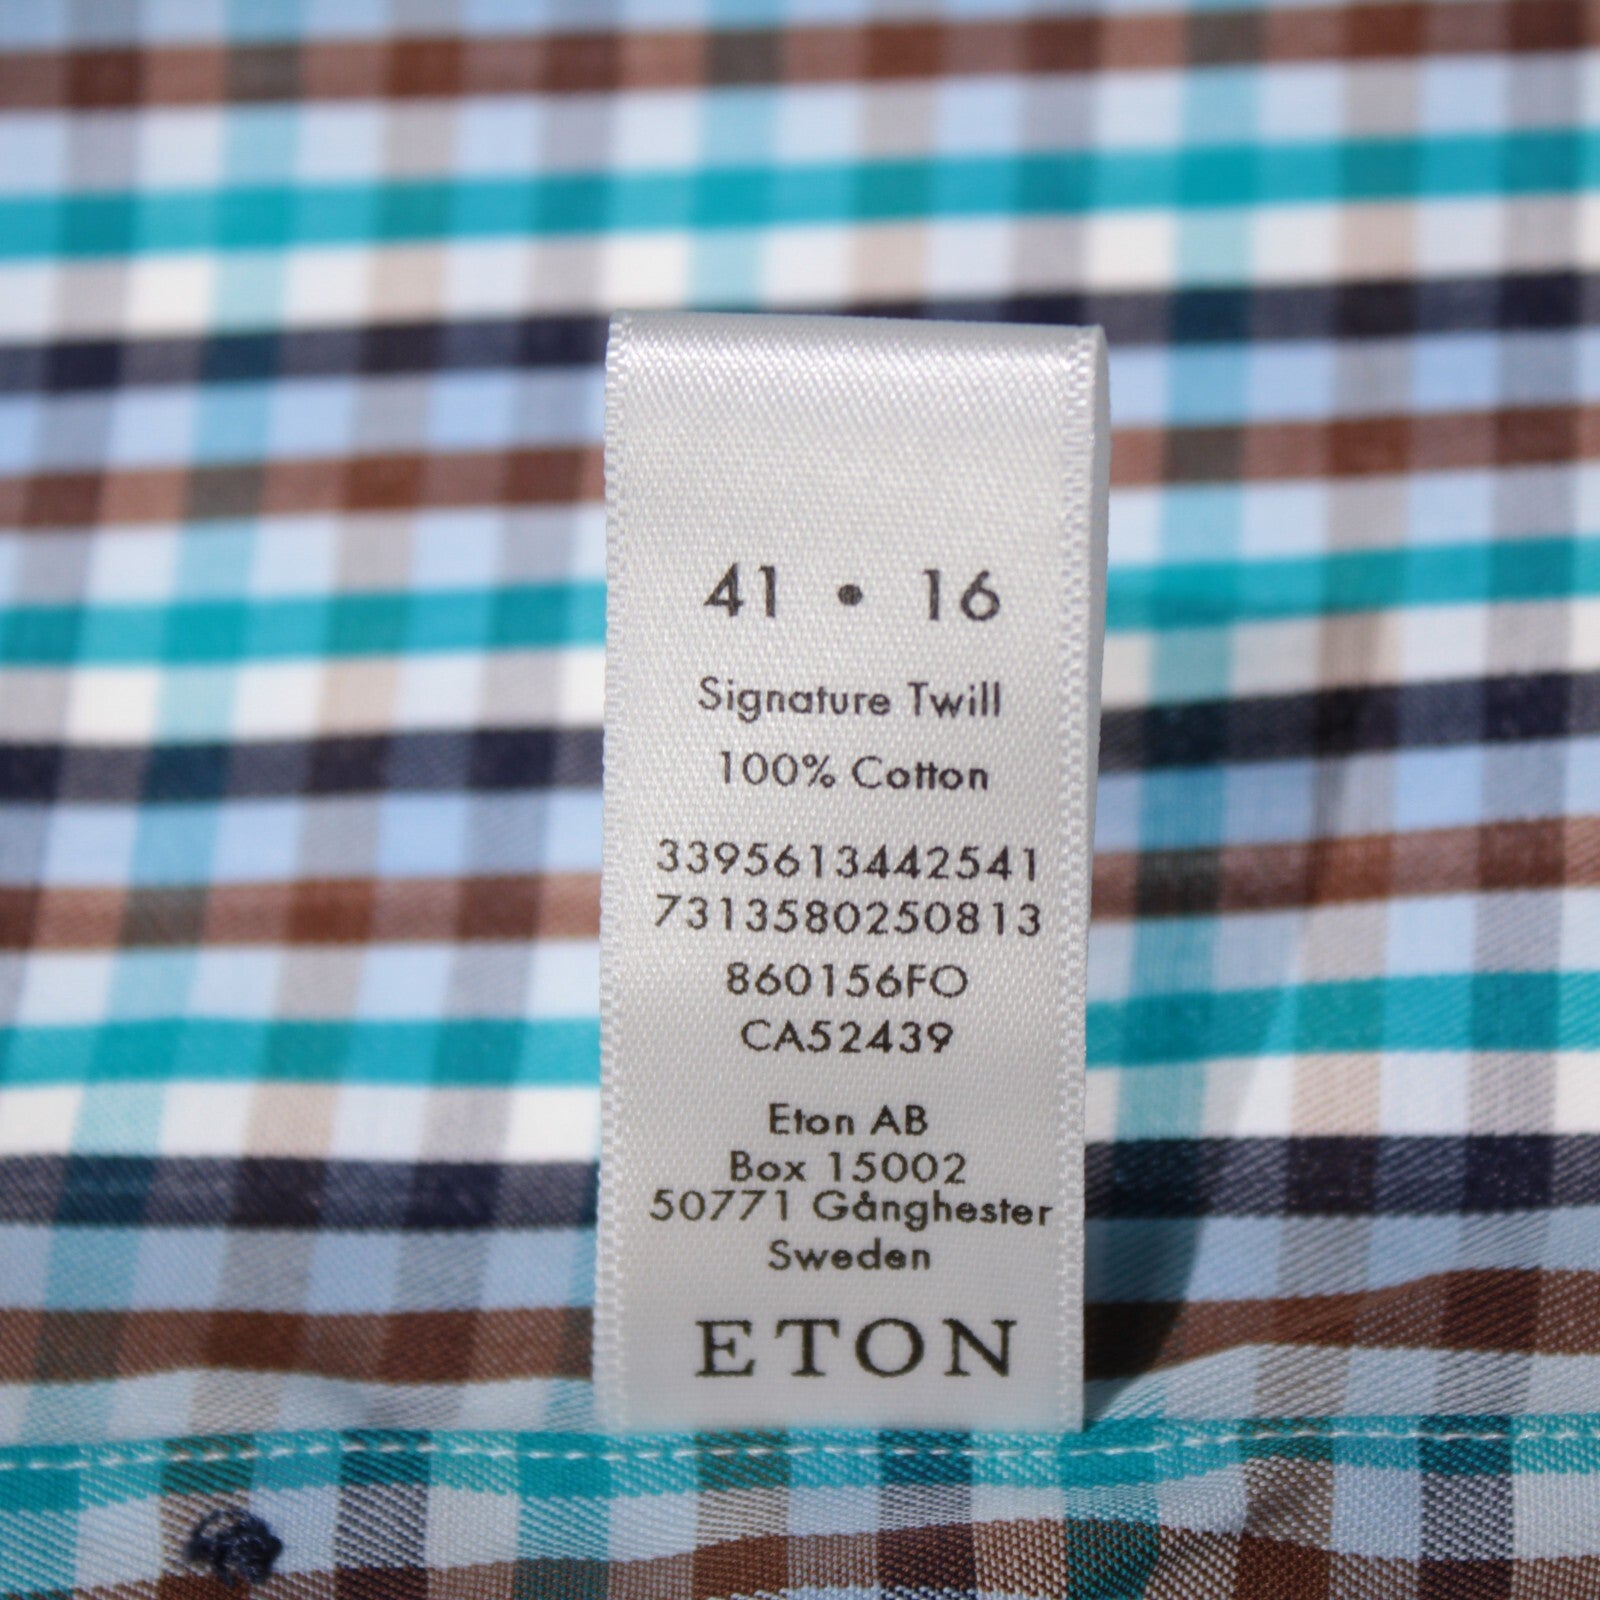 41 • 16
Signature Twill
100% Cotton
3395613442541
7313580250813
860156FO
CA52439
Eton AB
Box 15002
50771 Gånghester
Sweden
ETON